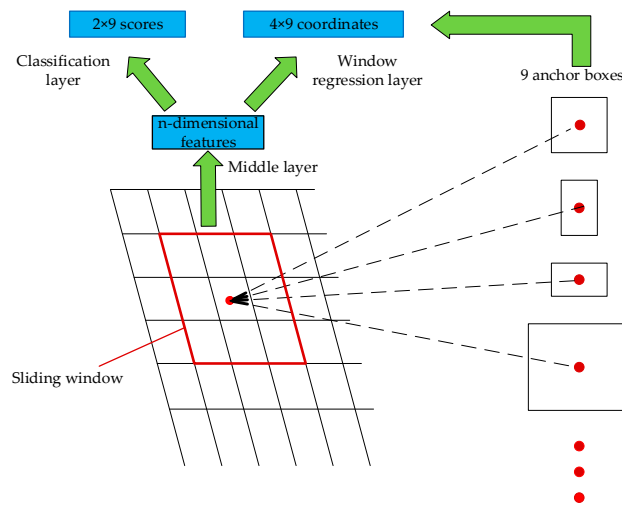 2×9 scores
4×9 coordinates
Classification
layer
Window
regression layer
9 anchor boxes
n-dimensional
features
Middle layer
Sliding window